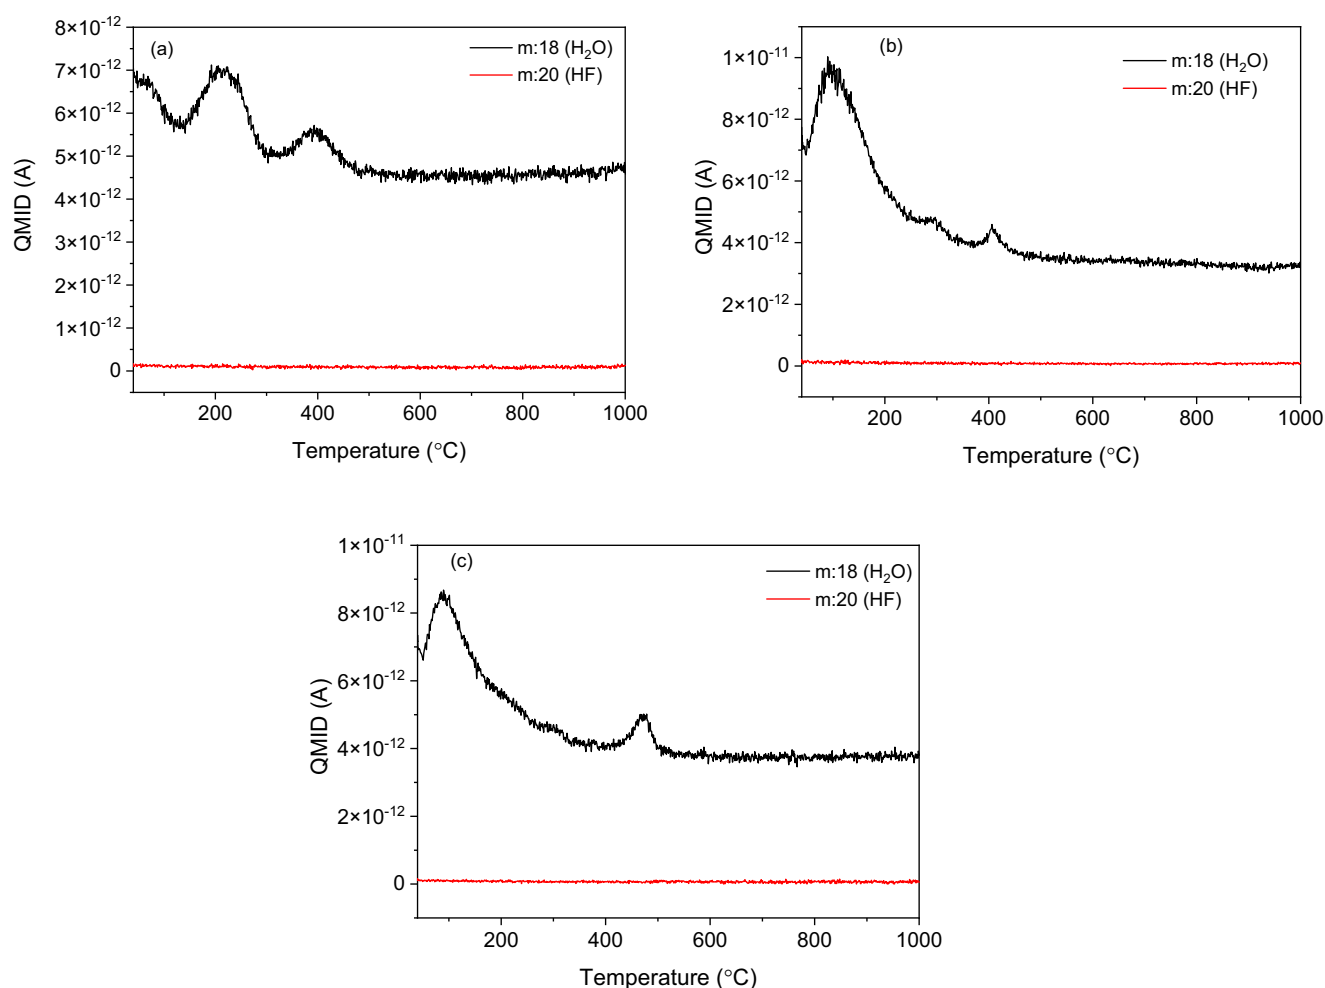 (a)
m:18 (H₂O)
m:20 (HF)
8×10⁻¹²
7×10⁻¹²
6×10⁻¹²
5×10⁻¹²
4×10⁻¹²
3×10⁻¹²
2×10⁻¹²
1×10⁻¹²
0
QMID (A)
200 400 600 800 1000
Temperature (°C)
(b)
m:18 (H₂O)
m:20 (HF)
1×10⁻¹¹
8×10⁻¹²
6×10⁻¹²
4×10⁻¹²
2×10⁻¹²
0
QMID (A)
200 400 600 800 1000
Temperature (°C)
(c)
m:18 (H₂O)
m:20 (HF)
1×10⁻¹¹
8×10⁻¹²
6×10⁻¹²
4×10⁻¹²
2×10⁻¹²
0
QMID (A)
200 400 600 800 1000
Temperature (°C)